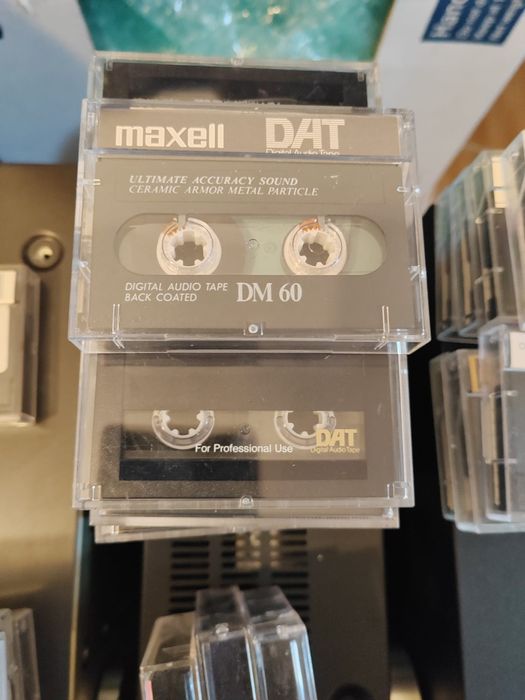 maxell DAT
Digital Audio Tape
ULTIMATE ACCURACY SOUND
CERAMIC ARMOR METAL PARTICLE
DIGITAL AUDIO TAPE
BACK COATED DM 60
For Professional Use DAT
Digital Audio Tape